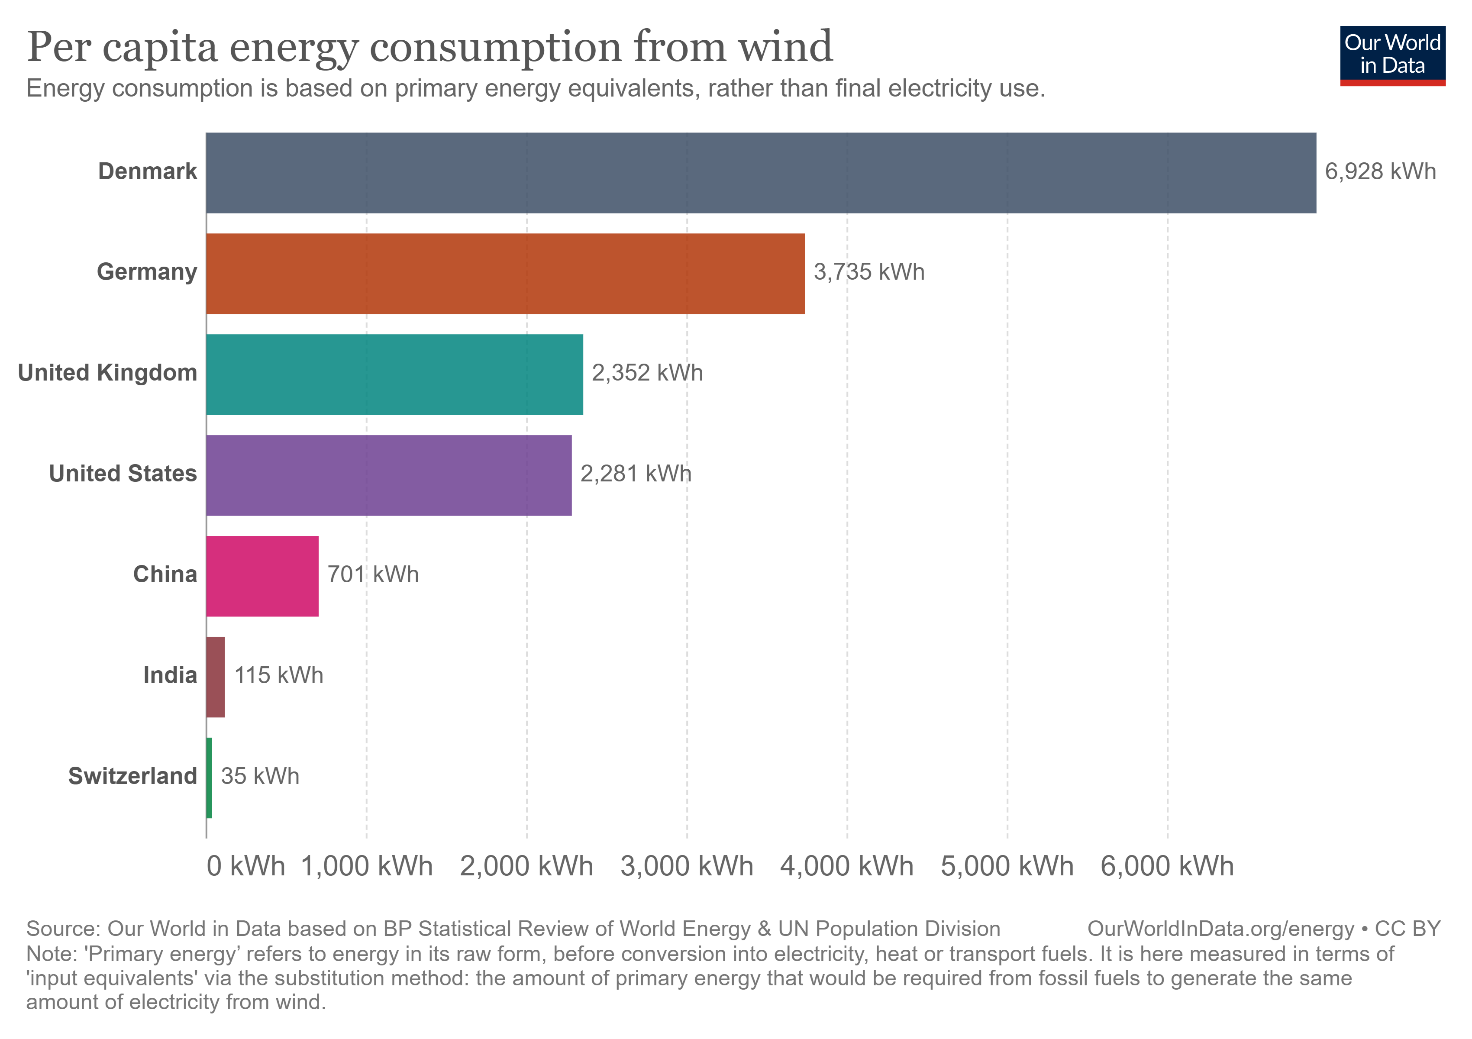 Per capita energy consumption from wind
Energy consumption is based on primary energy equivalents, rather than final electricity use.
Our World
in Data
Denmark 6,928 kWh
Germany 3,735 kWh
United Kingdom 2,352 kWh
United States 2,281 kWh
China 701 kWh
India 115 kWh
Switzerland 35 kWh
0 kWh 1,000 kWh 2,000 kWh 3,000 kWh 4,000 kWh 5,000 kWh 6,000 kWh
Source: Our World in Data based on BP Statistical Review of World Energy & UN Population Division OurWorldInData.org/energy • CC BY
Note: 'Primary energy’ refers to energy in its raw form, before conversion into electricity, heat or transport fuels. It is here measured in terms of
'input equivalents' via the substitution method: the amount of primary energy that would be required from fossil fuels to generate the same
amount of electricity from wind.